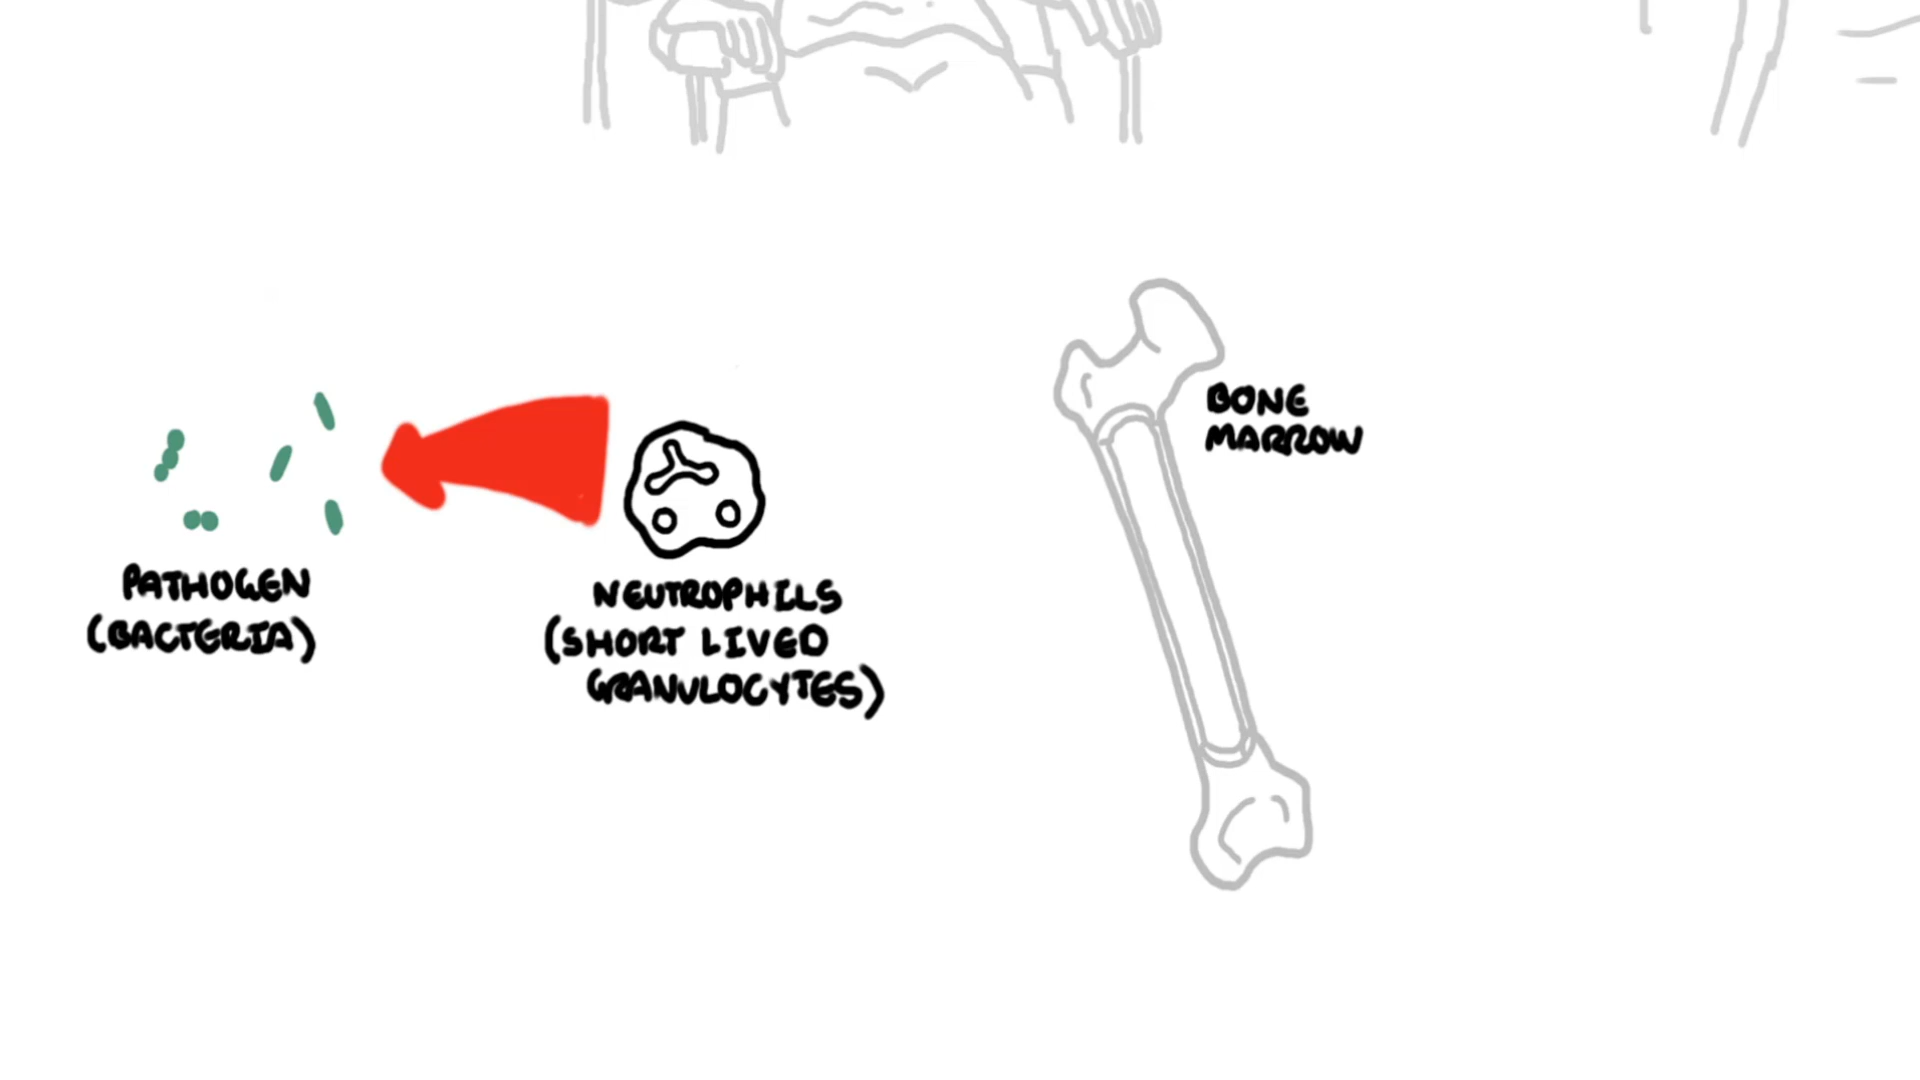 BONE
MARROW
PATHOGEN
(BACTERIA)
NEUTROPHILS
(SHORT LIVED
GRANULOCYTES)